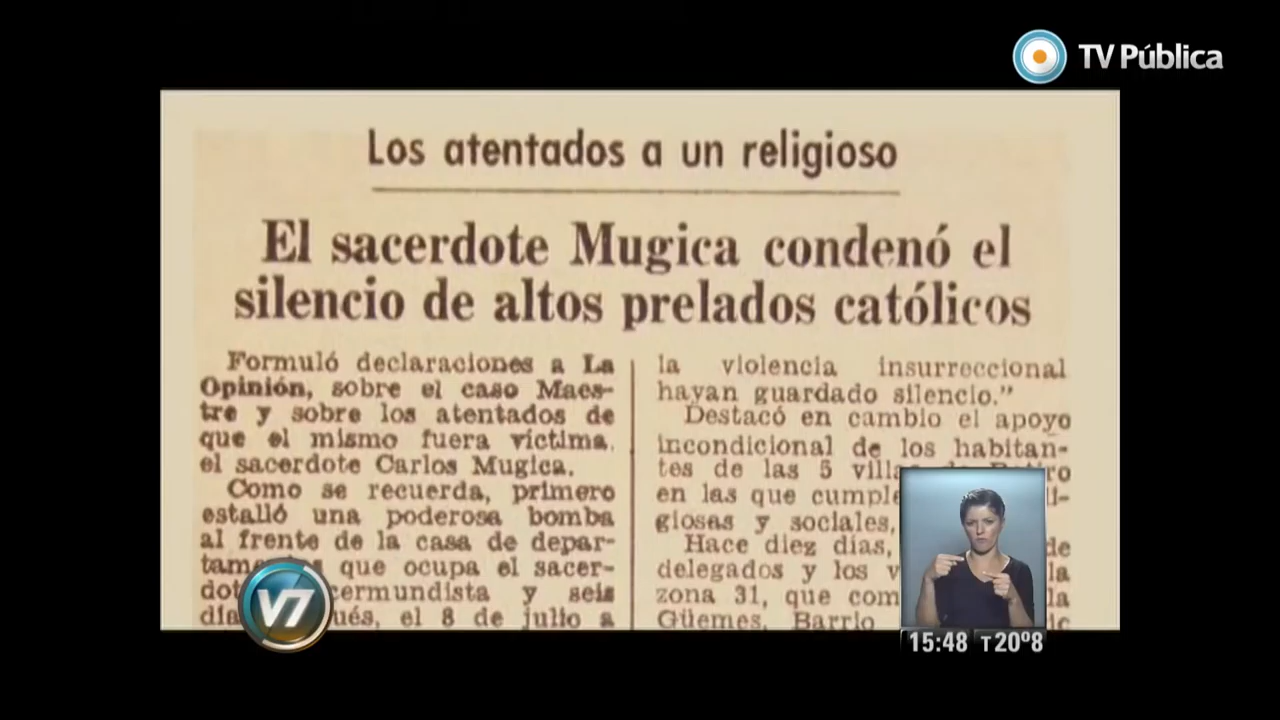 TV Pública
Los atentados a un religioso
El sacerdote Mugica condenó el
silencio de altos prelados católicos
Formuló declaraciones a La
Opinión, sobre el caso Maes-
tre y sobre los atentados de
que el mismo fuera víctima,
el sacerdote Carlos Mugica.
Como se recuerda, primero
estalló una poderosa bomba
al frente de la casa de depar-
que ocupa el sacer-
y seis
el 8 de julio a
la violencia insurreccional
hayan guardado silencio."
Destacó en cambio el apoyo
incondicional de los habitan-
tes de las 5
en las que
giosas y sociales,
Hace diez días, de
delegados y los la
zona 31, que la
Güemes, Barrio
V7
15:48 T20º8